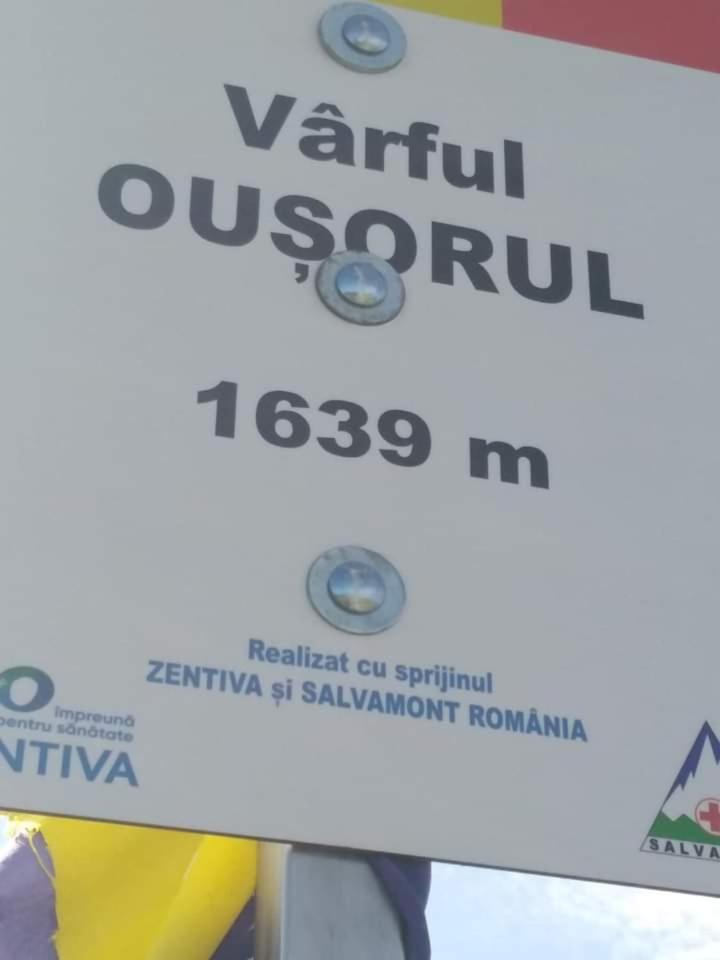 Vârful
OUȘORUL
1639 m
Realizat cu sprijinul
ZENTIVA și SALVAMONT ROMÂNIA
împreună
pentru sănătate
NTIVA
SALVA